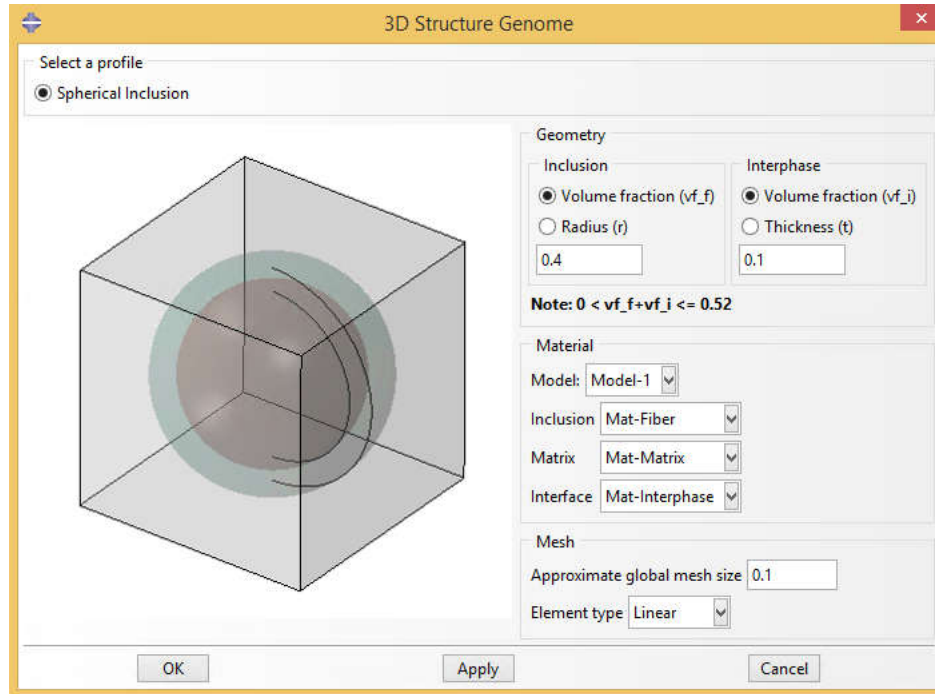 3D Structure Genome
Select a profile
Spherical Inclusion
Geometry
Inclusion
Volume fraction (vf_f)
Radius (r)
0.4
Interphase
Volume fraction (vf_i)
Thickness (t)
0.1
Note: 0 < vf_f+vf_i <= 0.52
Material
Model: Model-1
Inclusion Mat-Fiber
Matrix Mat-Matrix
Interface Mat-Interphase
Mesh
Approximate global mesh size 0.1
Element type Linear
OK Apply Cancel